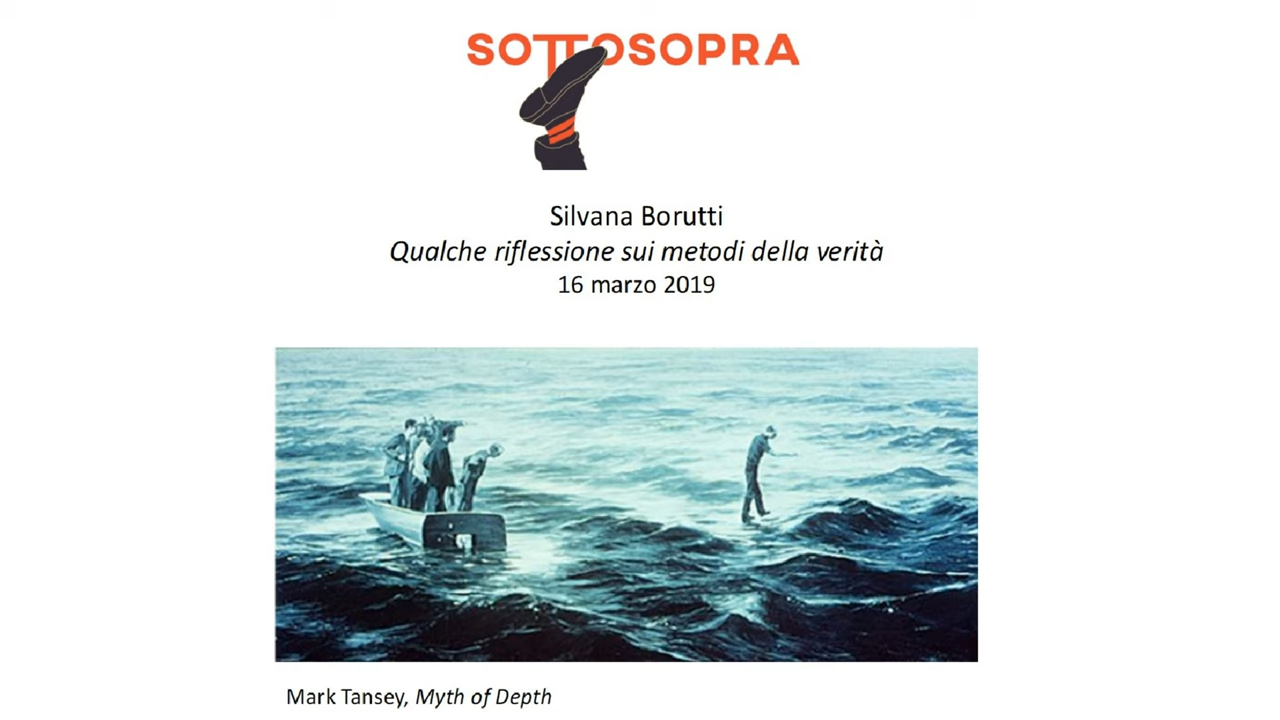 SOTTOSOPRA
Silvana Borutti
Qualche riflessione sui metodi della verità
16 marzo 2019
Mark Tansey, Myth of Depth